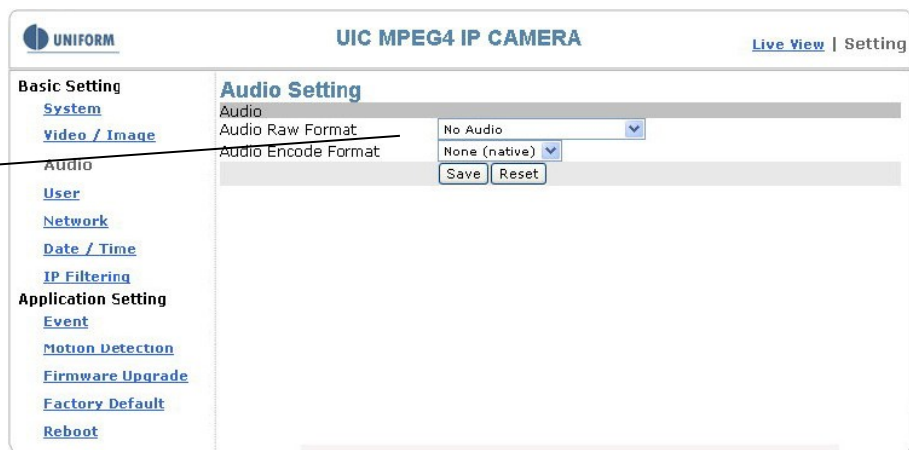 UNIFORM
UIC MPEG4 IP CAMERA
Live View | Setting
Basic Setting
System
Video / Image
Audio
User
Network
Date / Time
IP Filtering
Application Setting
Event
Motion Detection
Firmware Upgrade
Factory Default
Reboot
Audio Setting
Audio
Audio Raw Format No Audio
Audio Encode Format None (native)
Save Reset